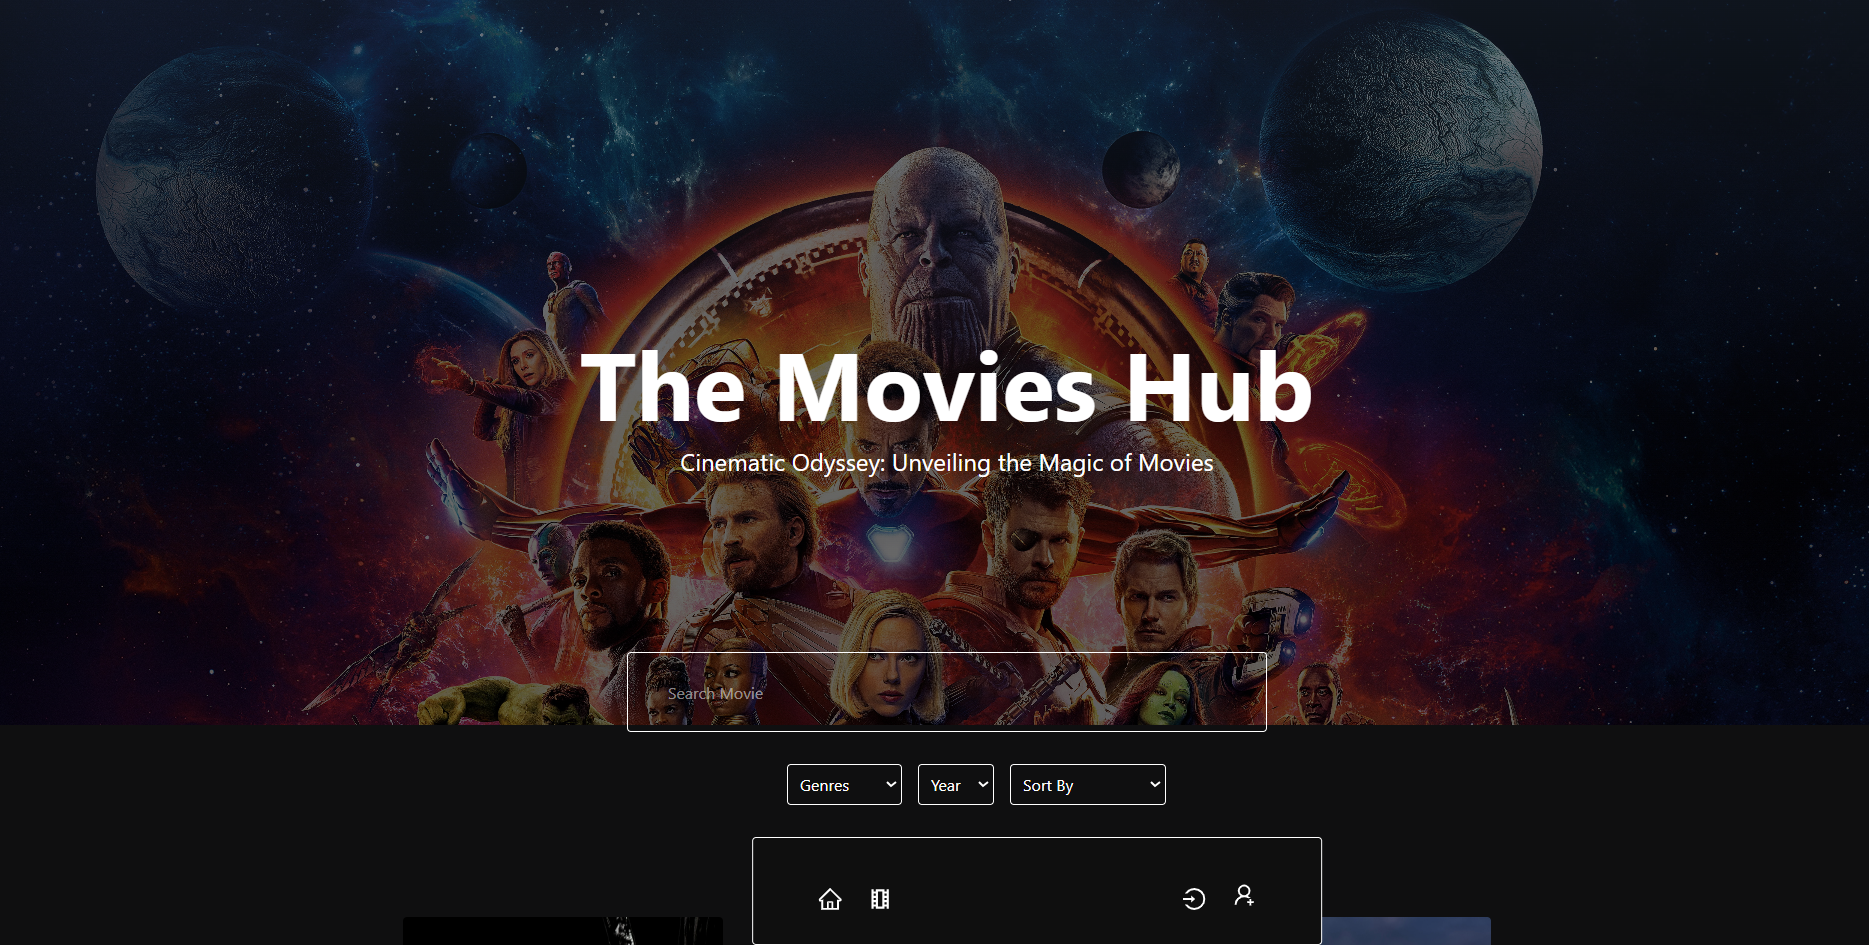 The Movies Hub
Cinematic Odyssey: Unveiling the Magic of Movies
Search Movie
Genres Year Sort By